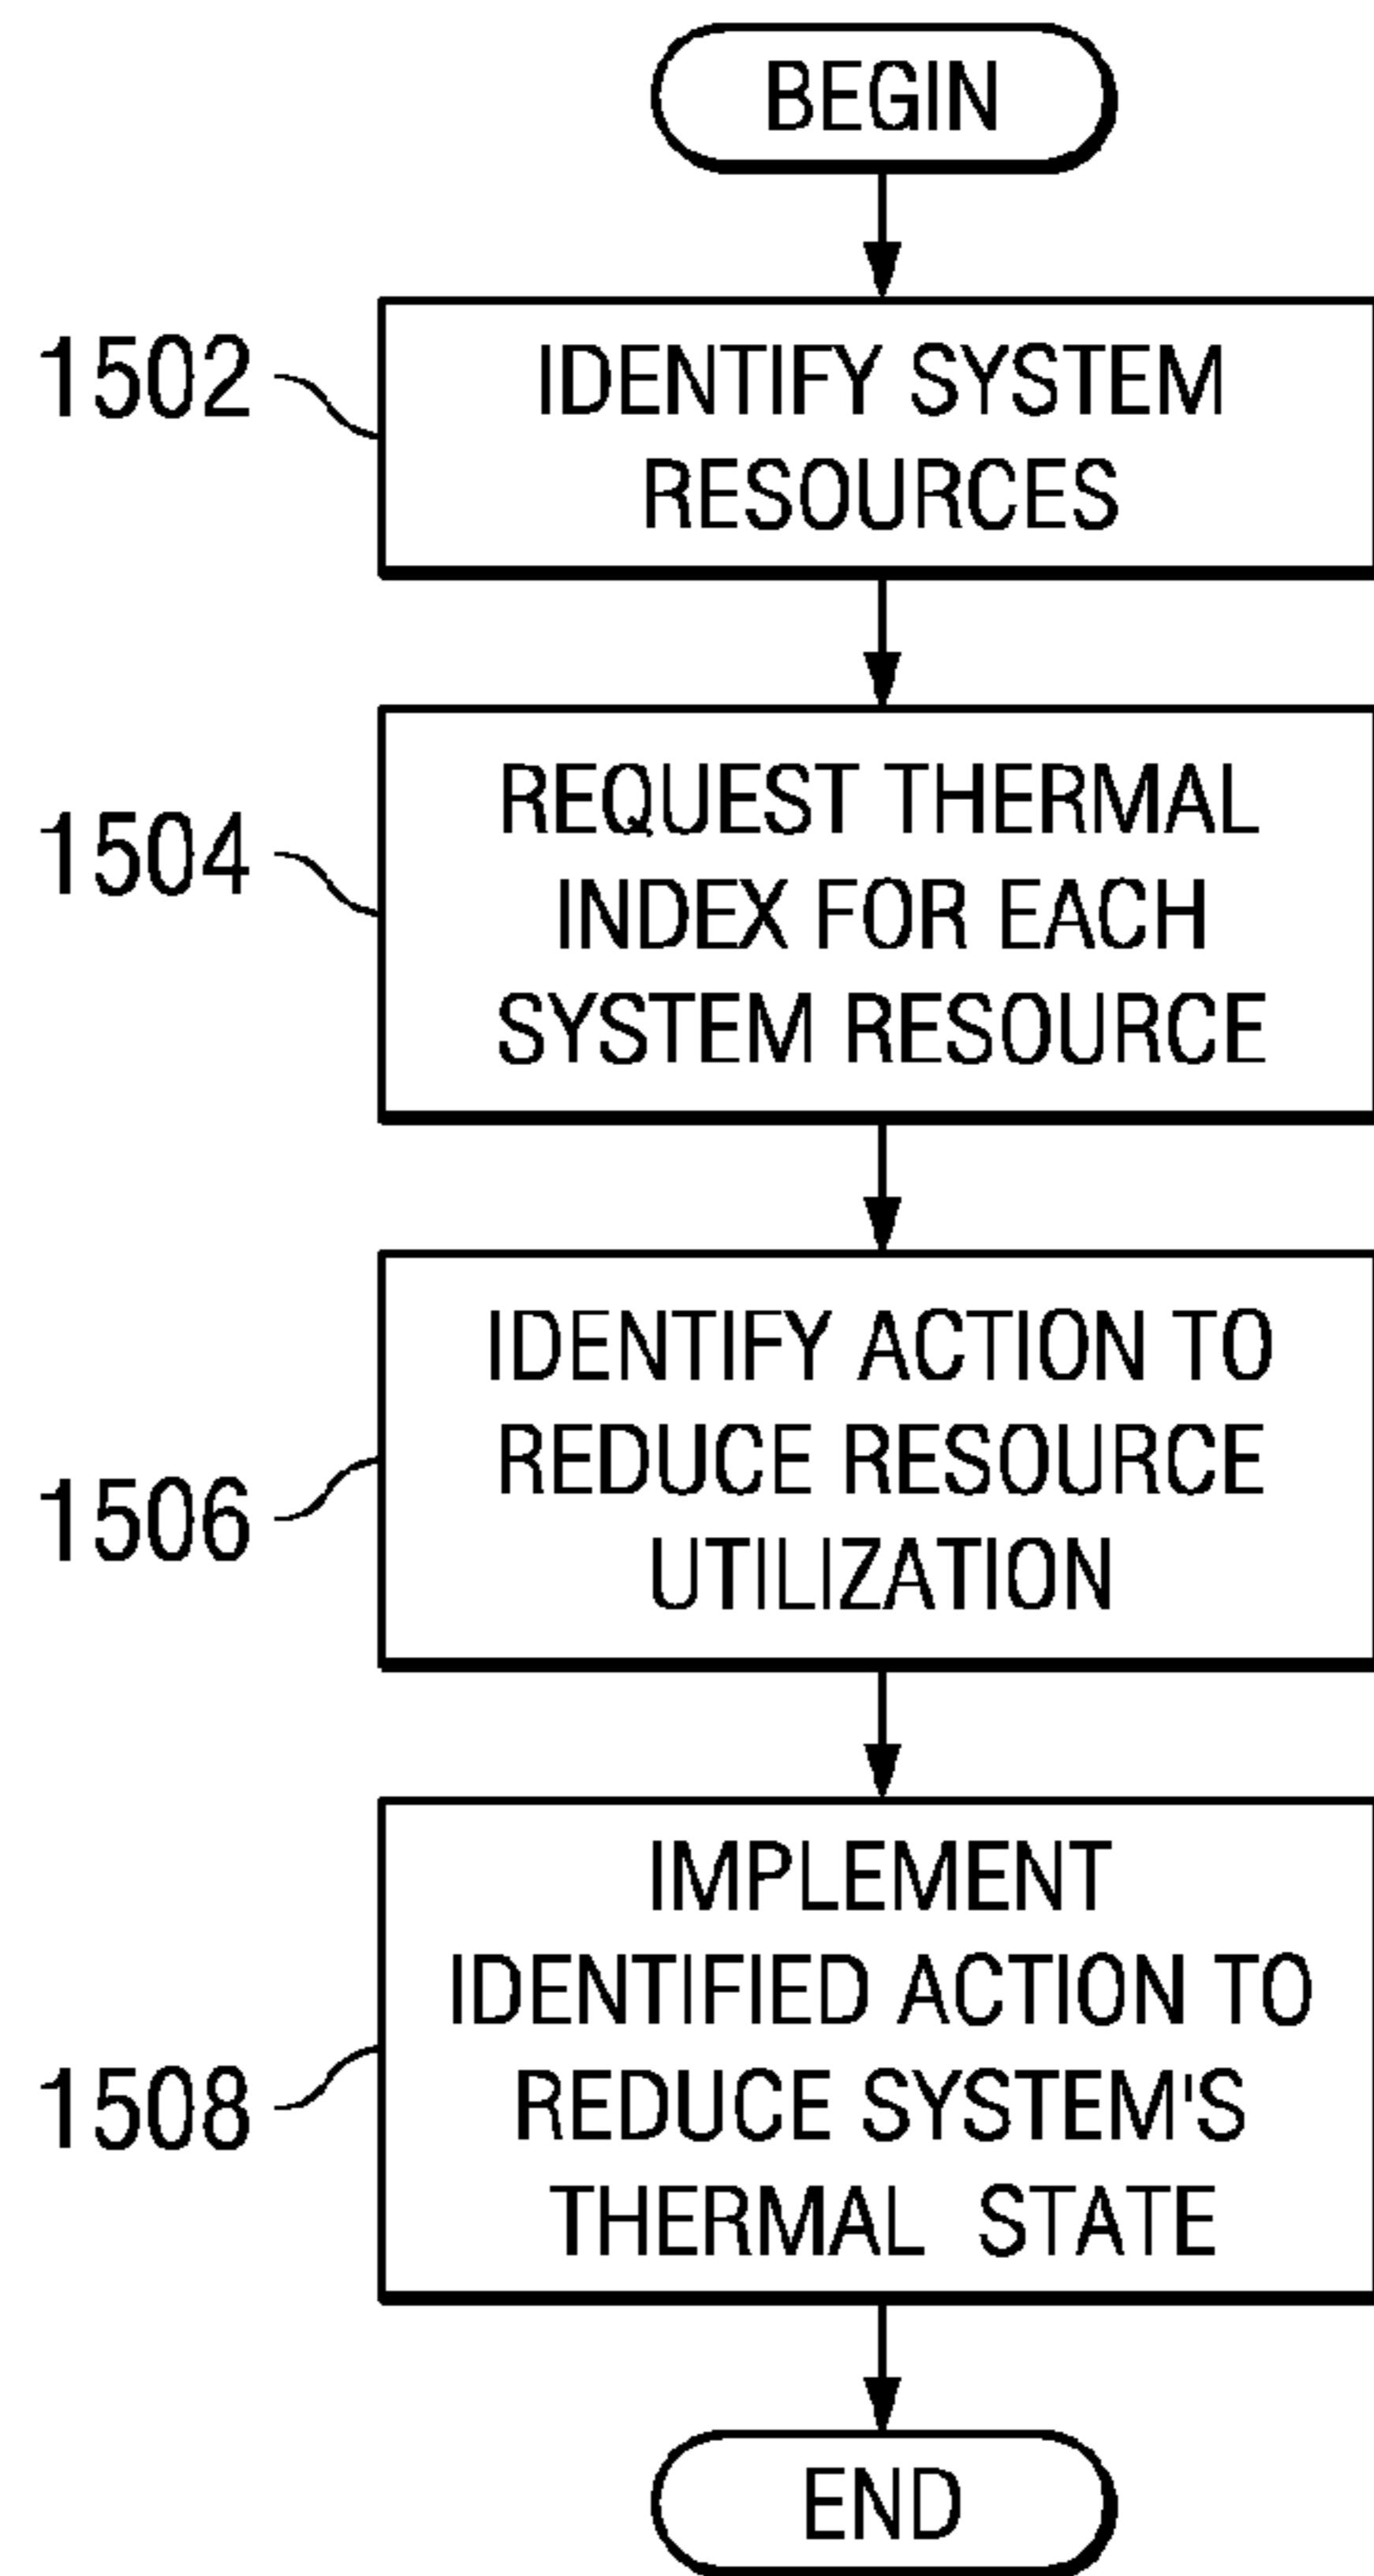 BEGIN
1502
IDENTIFY SYSTEM
RESOURCES
1504
REQUEST THERMAL
INDEX FOR EACH
SYSTEM RESOURCE
1506
IDENTIFY ACTION TO
REDUCE RESOURCE
UTILIZATION
1508
IMPLEMENT
IDENTIFIED ACTION TO
REDUCE SYSTEM'S
THERMAL STATE
END